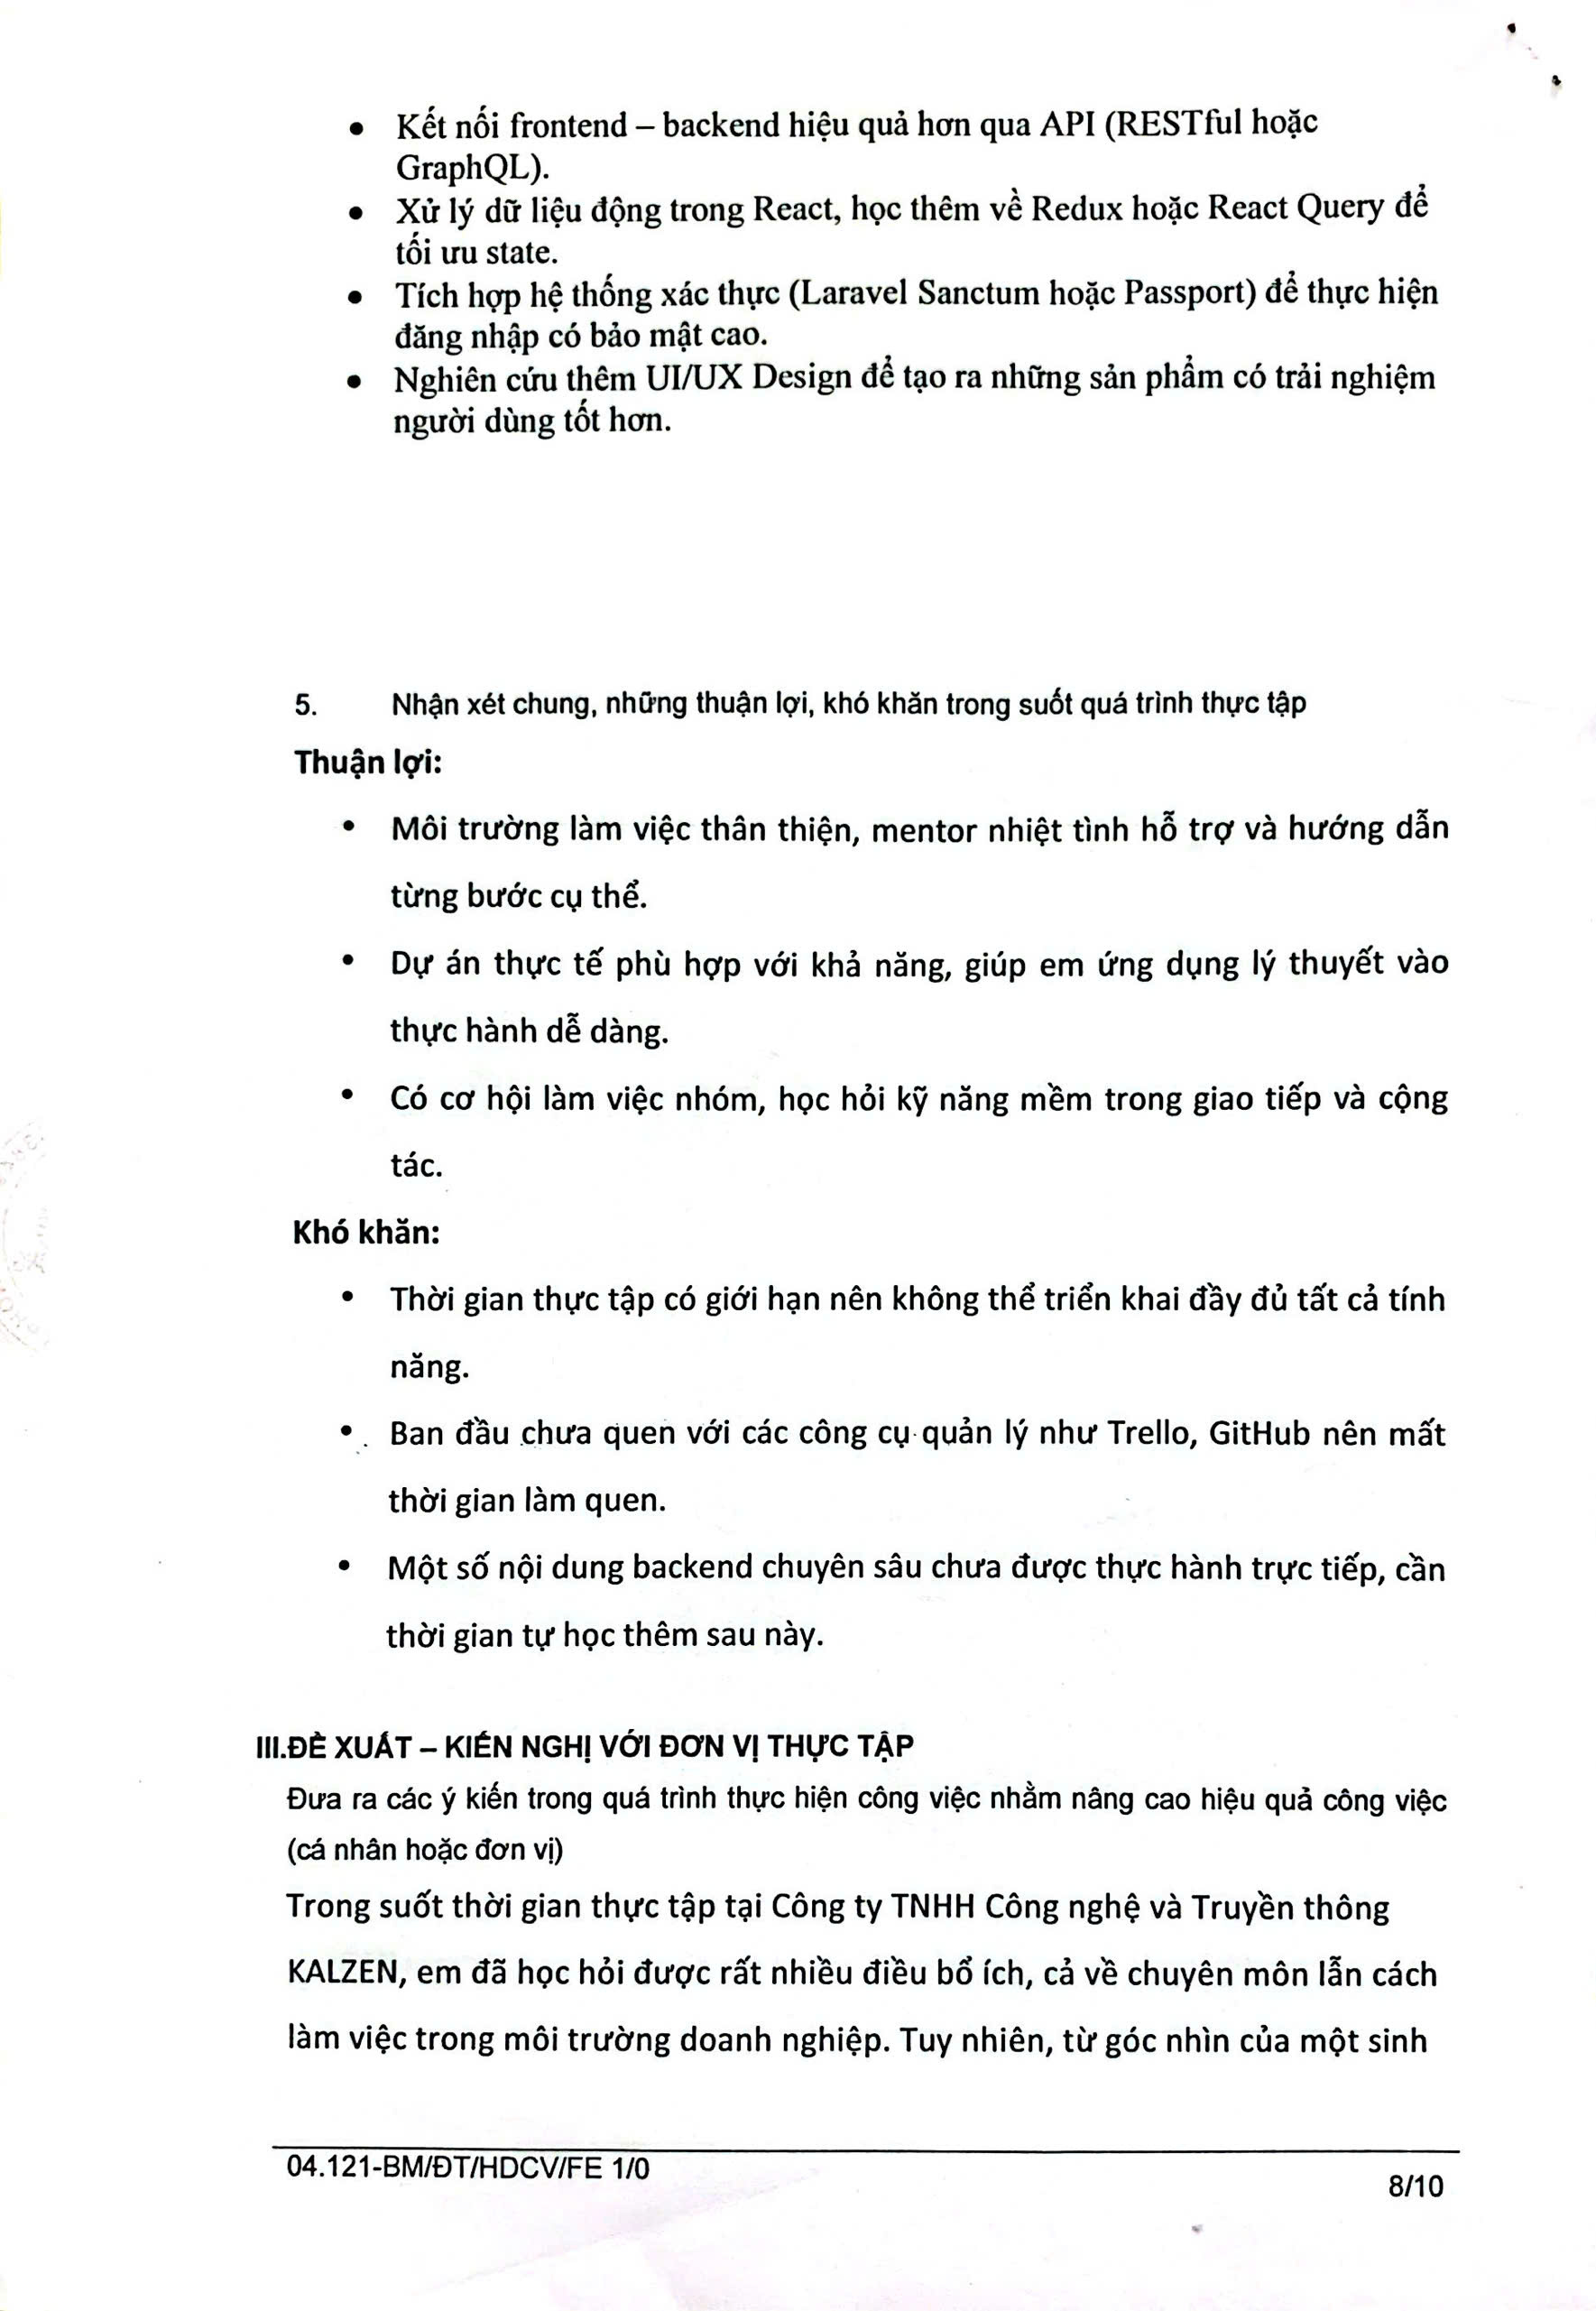 • Kết nối frontend – backend hiệu quả hơn qua API (RESTful hoặc
GraphQL).
• Xử lý dữ liệu động trong React, học thêm về Redux hoặc React Query để
tối ưu state.
• Tích hợp hệ thống xác thực (Laravel Sanctum hoặc Passport) để thực hiện
đăng nhập có bảo mật cao.
• Nghiên cứu thêm UI/UX Design để tạo ra những sản phẩm có trải nghiệm
người dùng tốt hơn.
5. Nhận xét chung, những thuận lợi, khó khăn trong suốt quá trình thực tập
Thuận lợi:
• Môi trường làm việc thân thiện, mentor nhiệt tình hỗ trợ và hướng dẫn
từng bước cụ thể.
• Dự án thực tế phù hợp với khả năng, giúp em ứng dụng lý thuyết vào
thực hành dễ dàng.
• Có cơ hội làm việc nhóm, học hỏi kỹ năng mềm trong giao tiếp và cộng
tác.
Khó khăn:
• Thời gian thực tập có giới hạn nên không thể triển khai đầy đủ tất cả tính
năng.
• Ban đầu chưa quen với các công cụ quản lý như Trello, GitHub nên mất
thời gian làm quen.
• Một số nội dung backend chuyên sâu chưa được thực hành trực tiếp, cần
thời gian tự học thêm sau này.
III.ĐỀ XUẤT – KIẾN NGHỊ VỚI ĐƠN VỊ THỰC TẬP
Đưa ra các ý kiến trong quá trình thực hiện công việc nhằm nâng cao hiệu quả công việc
(cá nhân hoặc đơn vị)
Trong suốt thời gian thực tập tại Công ty TNHH Công nghệ và Truyền thông
KALZEN, em đã học hỏi được rất nhiều điều bổ ích, cả về chuyên môn lẫn cách
làm việc trong môi trường doanh nghiệp. Tuy nhiên, từ góc nhìn của một sinh
04.121-BM/ĐT/HDCV/FE 1/0
8/10